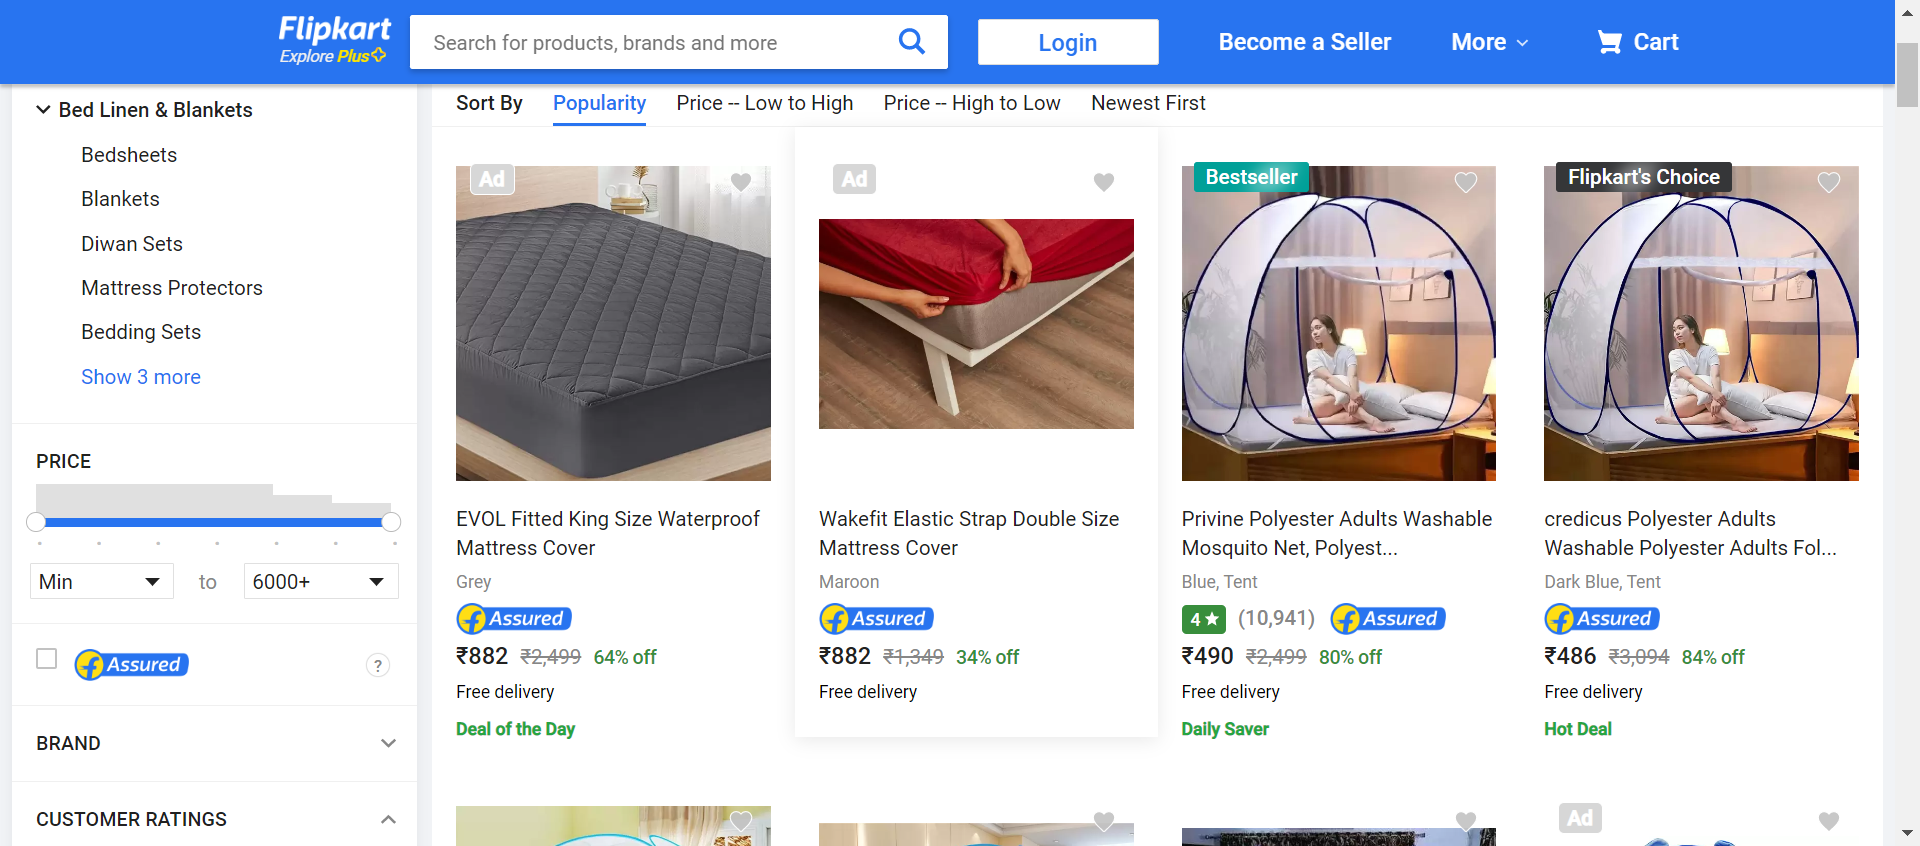 Flipkart
Explore Plus
Search for products, brands and more
Login
Become a Seller
More
Cart
Bed Linen & Blankets
Bedsheets
Blankets
Diwan Sets
Mattress Protectors
Bedding Sets
Show 3 more
PRICE
Min
to
6000+
Assured
?
BRAND
CUSTOMER RATINGS
Sort By
Popularity
Price -- Low to High
Price -- High to Low
Newest First
Ad
EVOL Fitted King Size Waterproof
Mattress Cover
Grey
Assured
₹882 ₹2,499 64% off
Free delivery
Deal of the Day
Ad
Wakefit Elastic Strap Double Size
Mattress Cover
Maroon
Assured
₹882 ₹1,349 34% off
Free delivery
Bestseller
Privine Polyester Adults Washable
Mosquito Net, Polyest...
Blue, Tent
4★ (10,941) Assured
₹490 ₹2,499 80% off
Free delivery
Daily Saver
Flipkart's Choice
credicus Polyester Adults
Washable Polyester Adults Fol...
Dark Blue, Tent
Assured
₹486 ₹3,094 84% off
Free delivery
Hot Deal
Ad